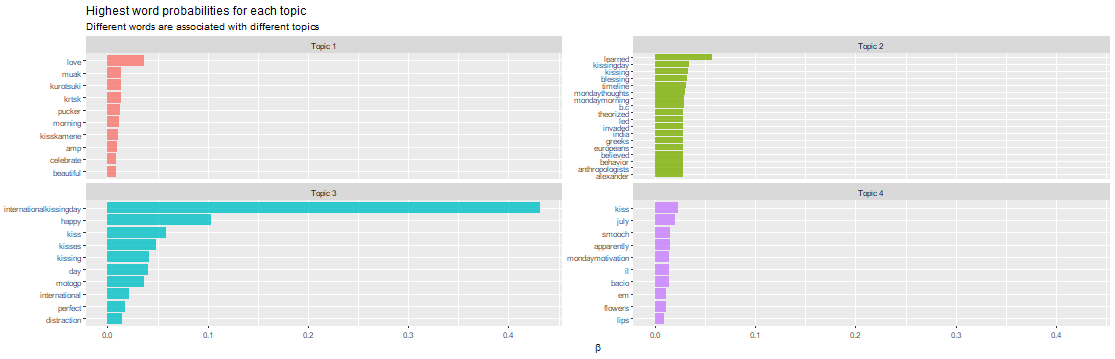 Highest word probabilities for each topic
Different words are associated with different topics
Topic 1
love
muak
kurotsuki
krtsk
pucker
morning
kisskamene
amp
celebrate
beautiful
Topic 2
learned
kissingday
kissing
blessing
timeline
mondaythoughts
mondaymorning
b.c
theorized
led
invaded
india
greeks
europeans
believed
behavior
anthropologists
alexander
Topic 3
internationalkissingday
happy
kiss
kisses
kissing
day
motogp
international
perfect
distraction
0.0 0.1 0.2 0.3 0.4
Topic 4
kiss
july
smooch
apparently
mondaymotivation
il
bacio
em
flowers
lips
0.0 0.1 0.2 0.3 0.4
β